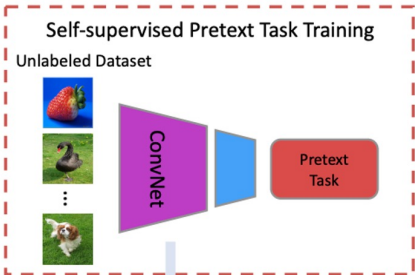 Self-supervised Pretext Task Training
Unlabeled Dataset
ConvNet
Pretext
Task